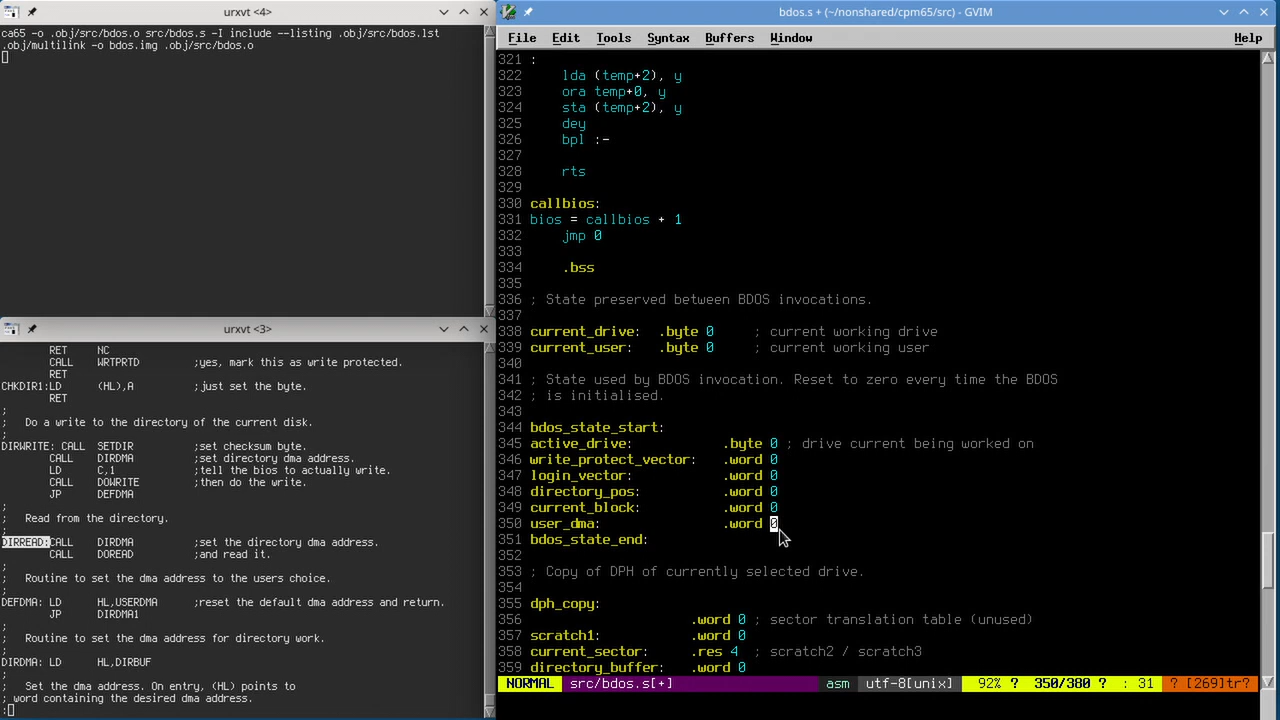 urxvt <4>
ca65 -o .obj/src/bdos.o src/bdos.s -I include --listing .obj/src/bdos.lst
.obj/multilink -o bdos.img .obj/src/bdos.o
urxvt <3>
RET NC
CALL WRTPRTD ;yes, mark this as write protected.
RET
CHKDIR1:LD (HL),A ;just set the byte.
RET
;
; Do a write to the directory of the current disk.
;
DIRWRITE: CALL SETDIR ;set checksum byte.
CALL DIRDMA ;set directory dma address.
LD C,1 ;tell the bios to actually write.
CALL DOWRITE ;then do the write.
JP DEFDMA
;
; Read from the directory.
;
DIRREAD:CALL DIRDMA ;set the directory dma address.
CALL DOREAD ;and read it.
;
; Routine to set the dma address to the users choice.
;
DEFDMA: LD HL,USERDMA ;reset the default dma address and return.
JP DIRDMA1
;
; Routine to set the dma address for directory work.
;
DIRDMA: LD HL,DIRBUF
;
; Set the dma address. On entry, (HL) points to
; word containing the desired dma address.
:
bdos.s + (~/nonshared/cpm65/src) - GVIM
File Edit Tools Syntax Buffers Window Help
321 :
322 lda (temp+2), y
323 ora temp+0, y
324 sta (temp+2), y
325 dey
326 bpl :-
327
328 rts
329
330 callbios:
331 bios = callbios + 1
332 jmp 0
333
334 .bss
335
336 ; State preserved between BDOS invocations.
337
338 current_drive: .byte 0 ; current working drive
339 current_user: .byte 0 ; current working user
340
341 ; State used by BDOS invocation. Reset to zero every time the BDOS
342 ; is initialised.
343
344 bdos_state_start:
345 active_drive: .byte 0 ; drive current being worked on
346 write_protect_vector: .word 0
347 login_vector: .word 0
348 directory_pos: .word 0
349 current_block: .word 0
350 user_dma: .word 0
351 bdos_state_end:
352
353 ; Copy of DPH of currently selected drive.
354
355 dph_copy:
356 .word 0 ; sector translation table (unused)
357 scratch1: .word 0
358 current_sector: .res 4 ; scratch2 / scratch3
359 directory_buffer: .word 0
NORMAL src/bdos.s[+] asm utf-8[unix] 92% ? 350/380 ? : 31 ? [269]tr?